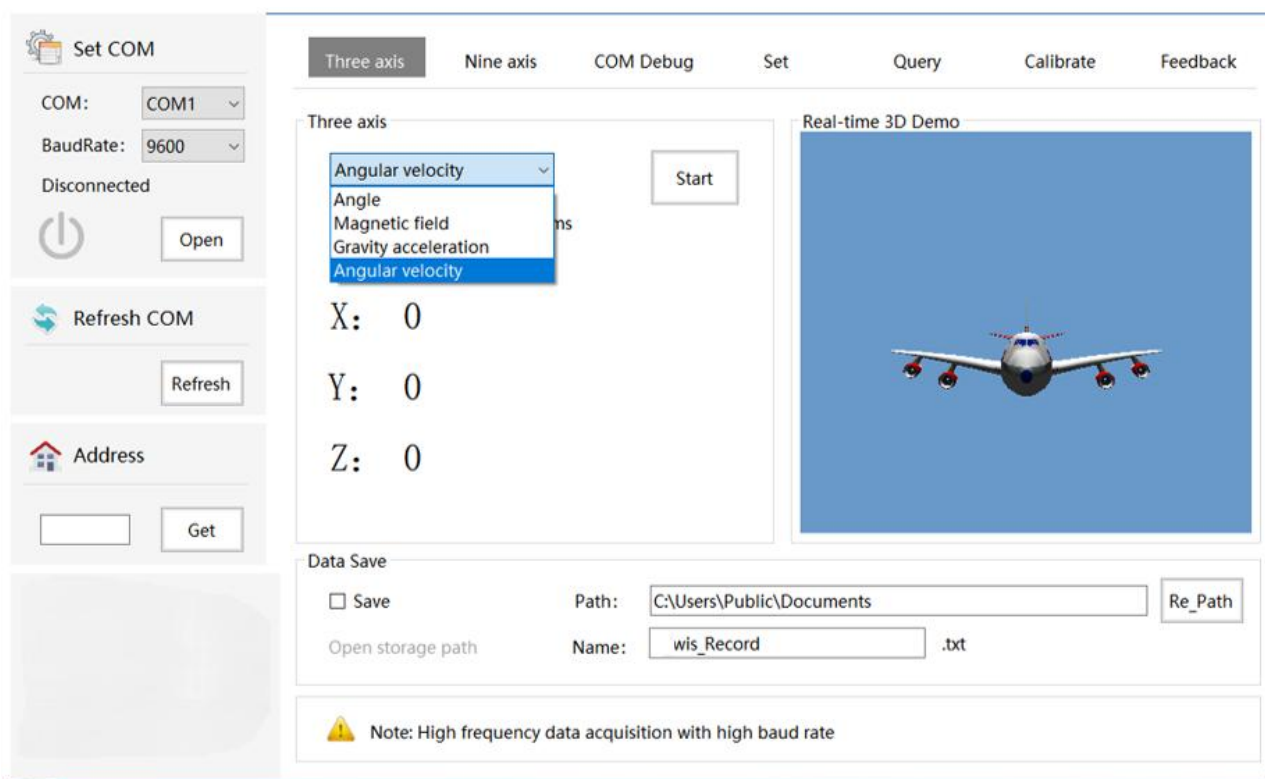 Set COM
COM: COM1
BaudRate: 9600
Disconnected
Open
Refresh COM
Refresh
Address
Get
Three axis Nine axis COM Debug Set Query Calibrate Feedback
Three axis
Angular velocity
Start
Angle
Magnetic field
ms
Gravity acceleration
Angular velocity
X: 0
Y: 0
Z: 0
Real-time 3D Demo
Data Save
Save Path: C:\Users\Public\Documents Re_Path
Open storage path Name: wis_Record .txt
Note: High frequency data acquisition with high baud rate